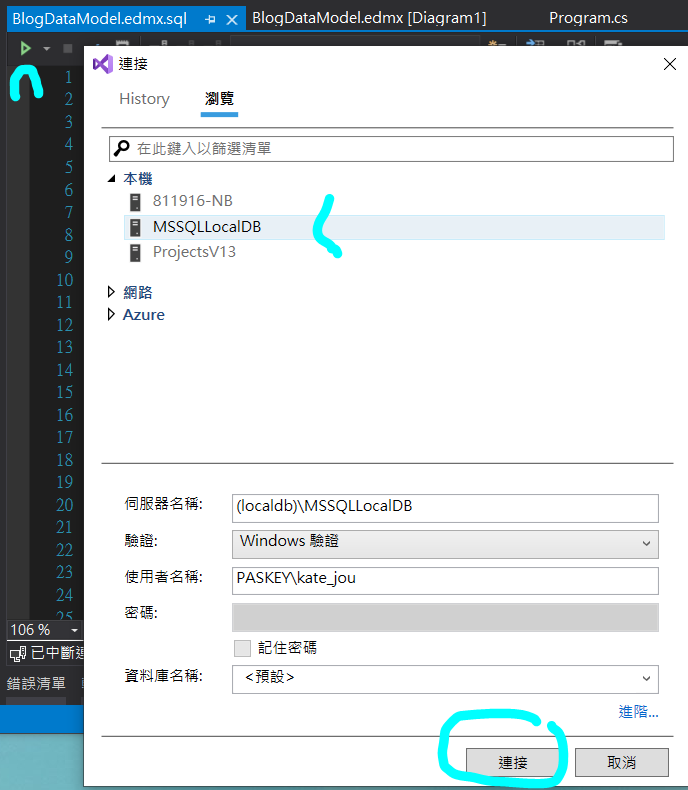 BlogDataModel.edmx.sql
BlogDataModel.edmx [Diagram1]
Program.cs
連接
History
瀏覽
在此鍵入以篩選清單
本機
811916-NB
MSSQLLocalDB
ProjectsV13
網路
Azure
伺服器名稱:
(localdb)\MSSQLLocalDB
驗證:
Windows 驗證
使用者名稱:
PASKEY\kate_jou
密碼:
記住密碼
資料庫名稱:
<預設>
進階...
連接
取消
1
2
3
4
5
6
7
8
9
10
11
12
13
14
15
16
17
18
19
20
21
22
23
24
25
106 %
已中斷連
錯誤清單